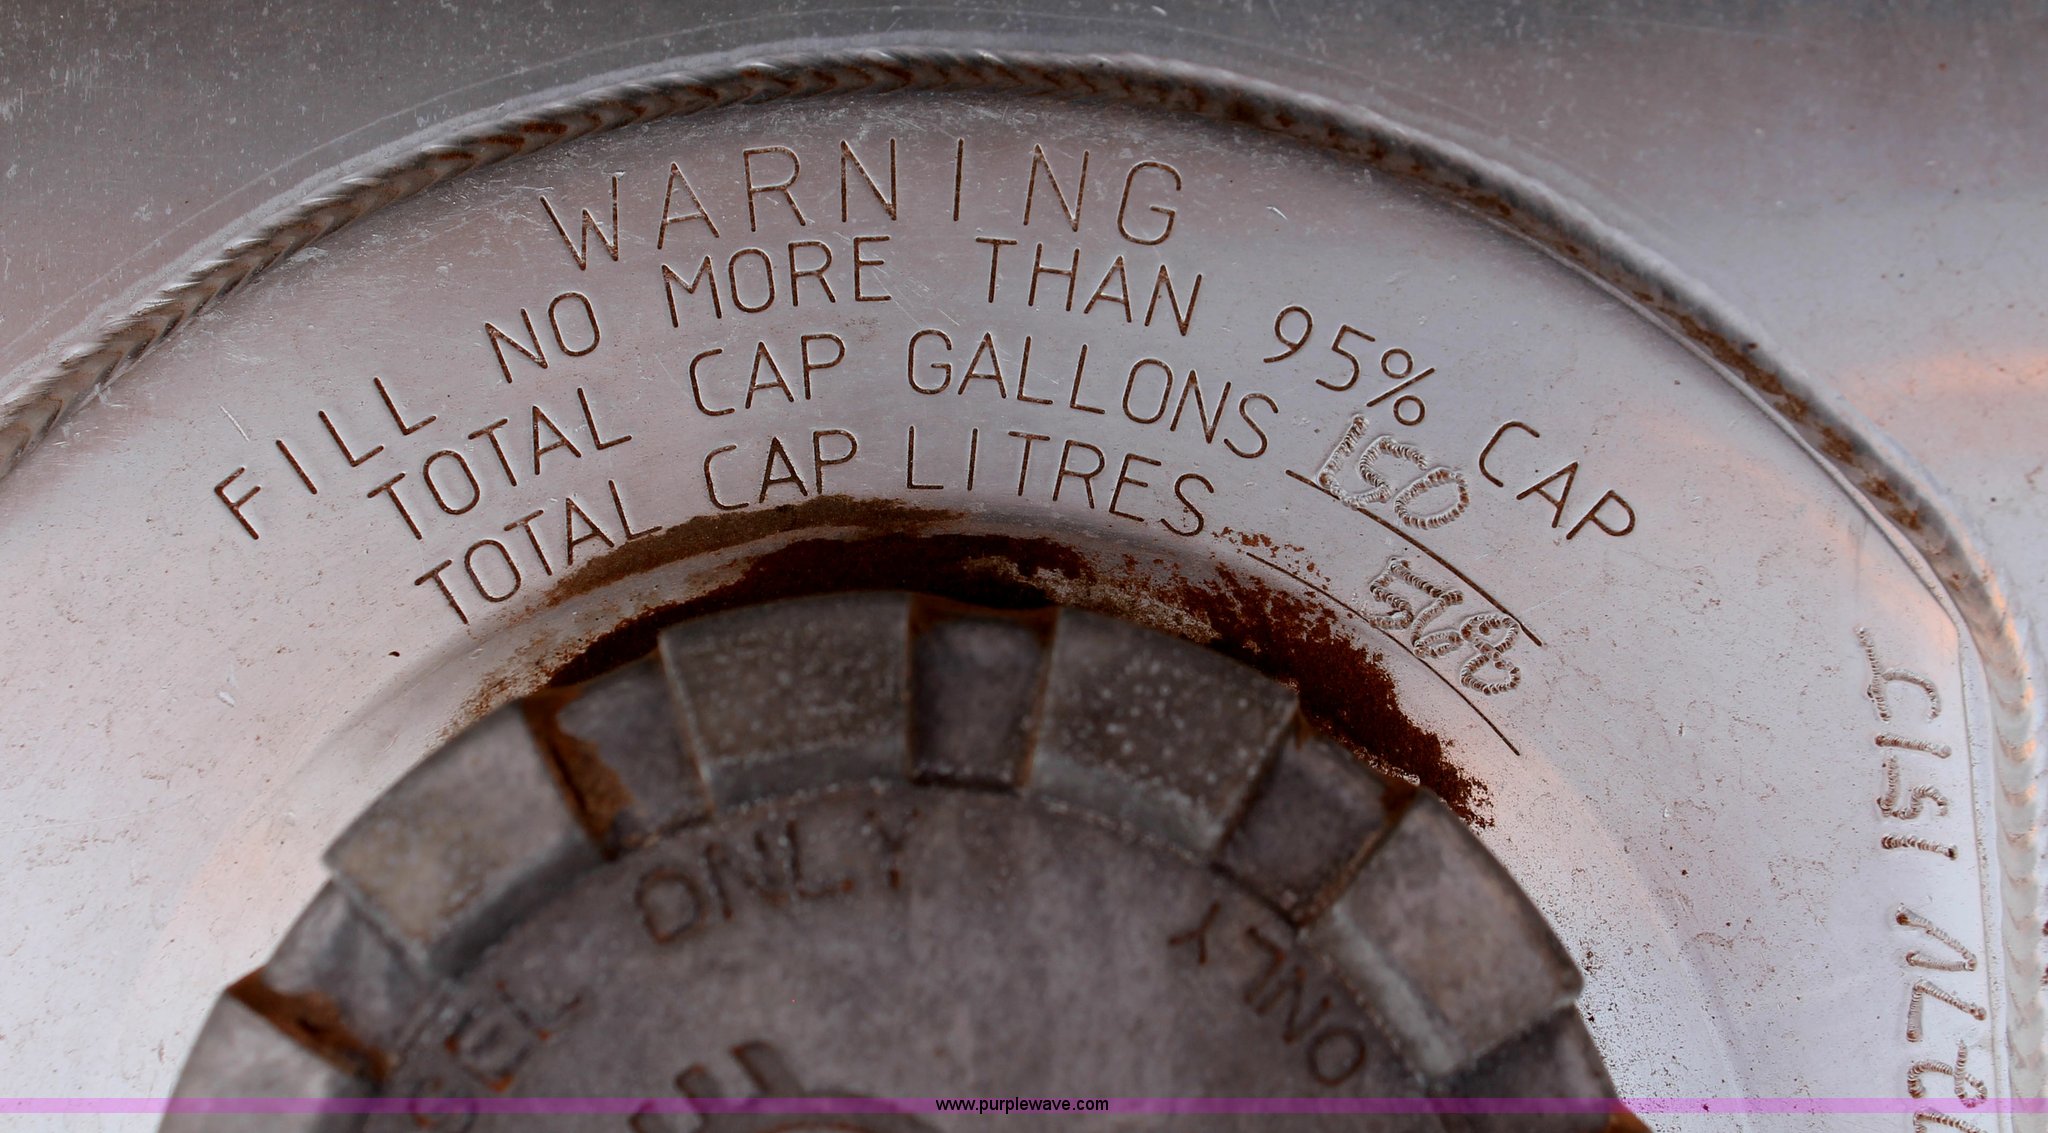 WARNING
FILL NO MORE THAN 95% CAP
TOTAL CAP GALLONS 150
TOTAL CAP LITRES 568
ONLY
ONLY
www.purplewave.com